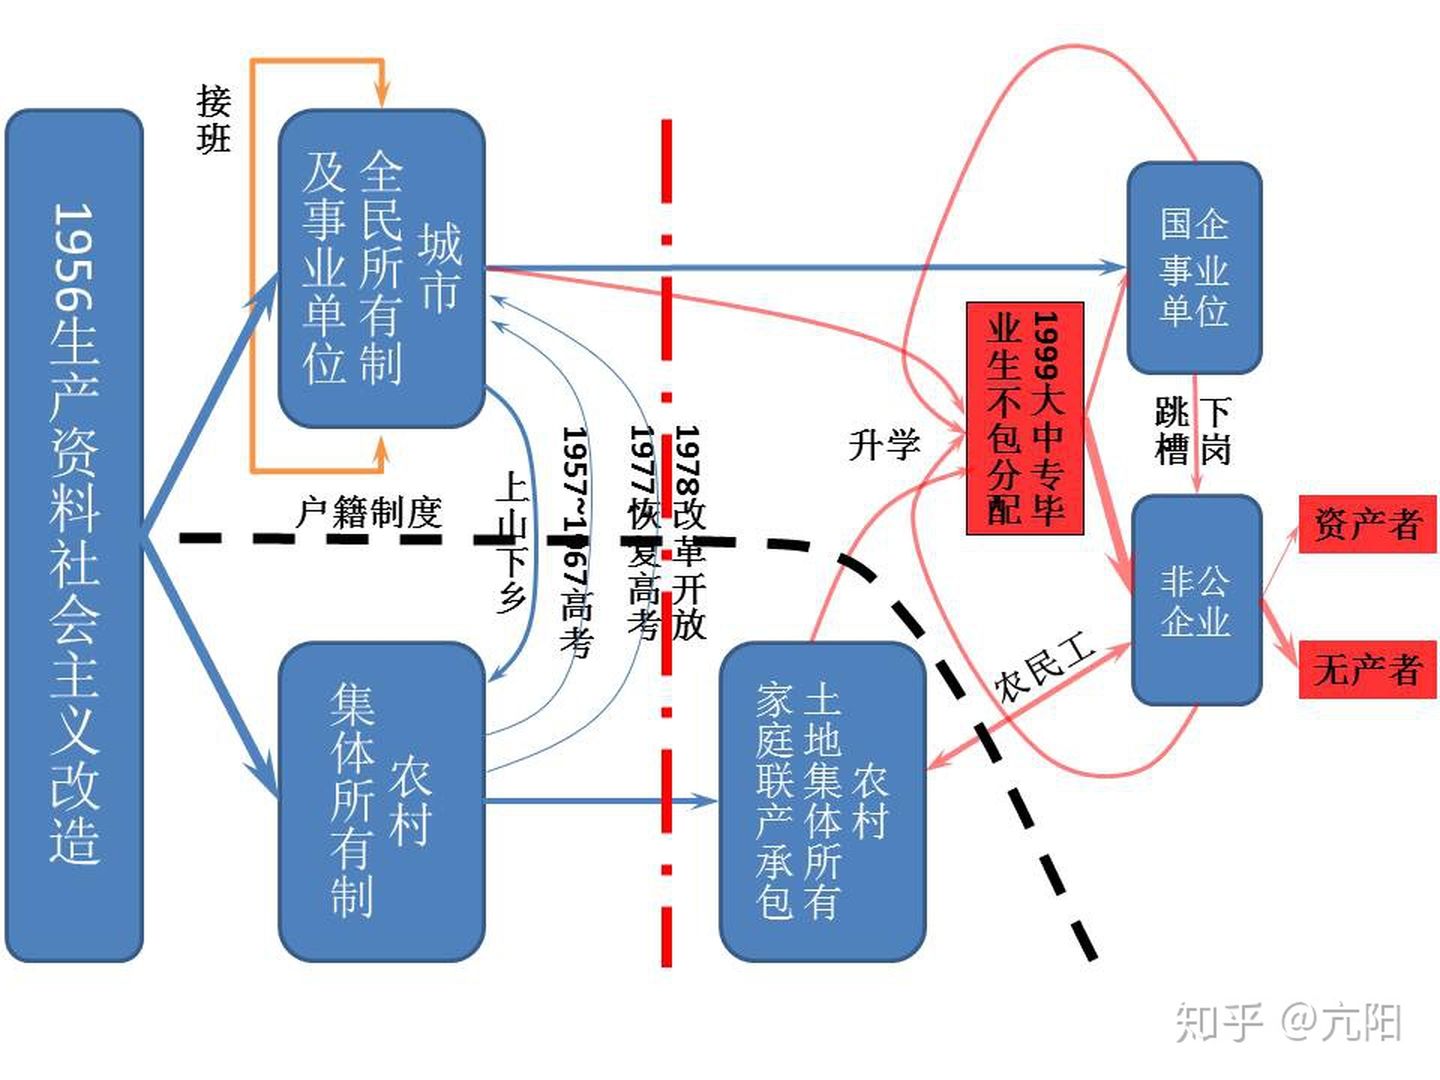 1956生产资料社会主义改造
接班
城市
全民所有制
及事业单位
户籍制度
上山下乡
1957~1967高考
1977恢复高考
1978改革开放
农村
集体所有制
农村
土地集体所有
家庭联产承包
升学
1999大中专毕
业生不包分配
国企
事业
单位
下岗
跳槽
非公
企业
农民工
资产者
无产者
知乎 @亢阳